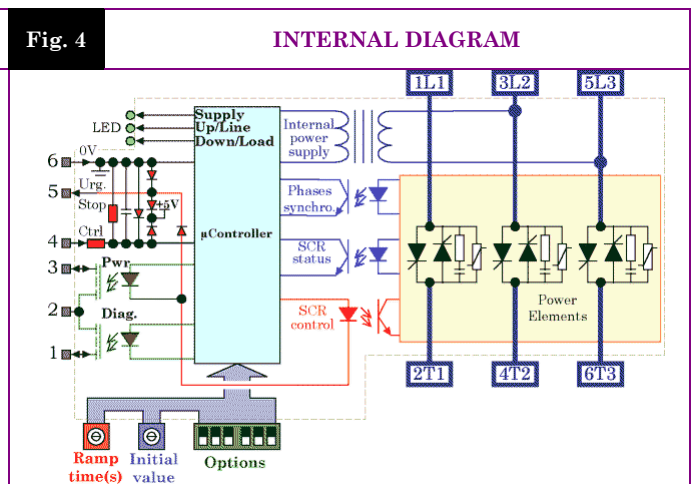 Fig. 4
INTERNAL DIAGRAM
1L1
3L2
5L3
LED
Supply
Up/Line
Down/Load
Internal
power
supply
6
0V
5
Urg.
Stop
+5V
4
Ctrl
3
Pwr
2
Diag.
1
µController
Phases
synchro.
SCR
status
SCR
control
Power
Elements
2T1
4T2
6T3
Ramp
time(s)
Initial
value
Options